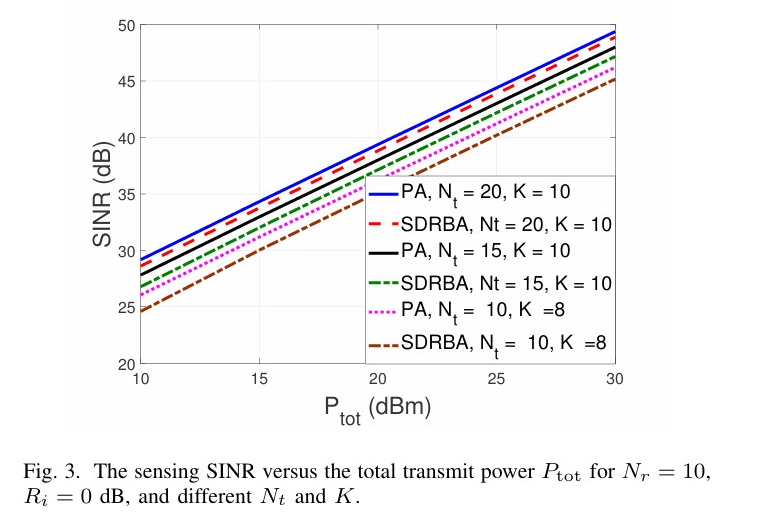 50
45
40
35
30
25
20
SINR (dB)
PA, N_t = 20, K = 10
SDRBA, Nt = 20, K = 10
PA, N_t = 15, K = 10
SDRBA, Nt = 15, K = 10
PA, N_t = 10, K =8
SDRBA, N_t = 10, K =8
10 15 20 25 30
P_tot (dBm)
Fig. 3. The sensing SINR versus the total transmit power P_tot for N_r = 10,
R_i = 0 dB, and different N_t and K.